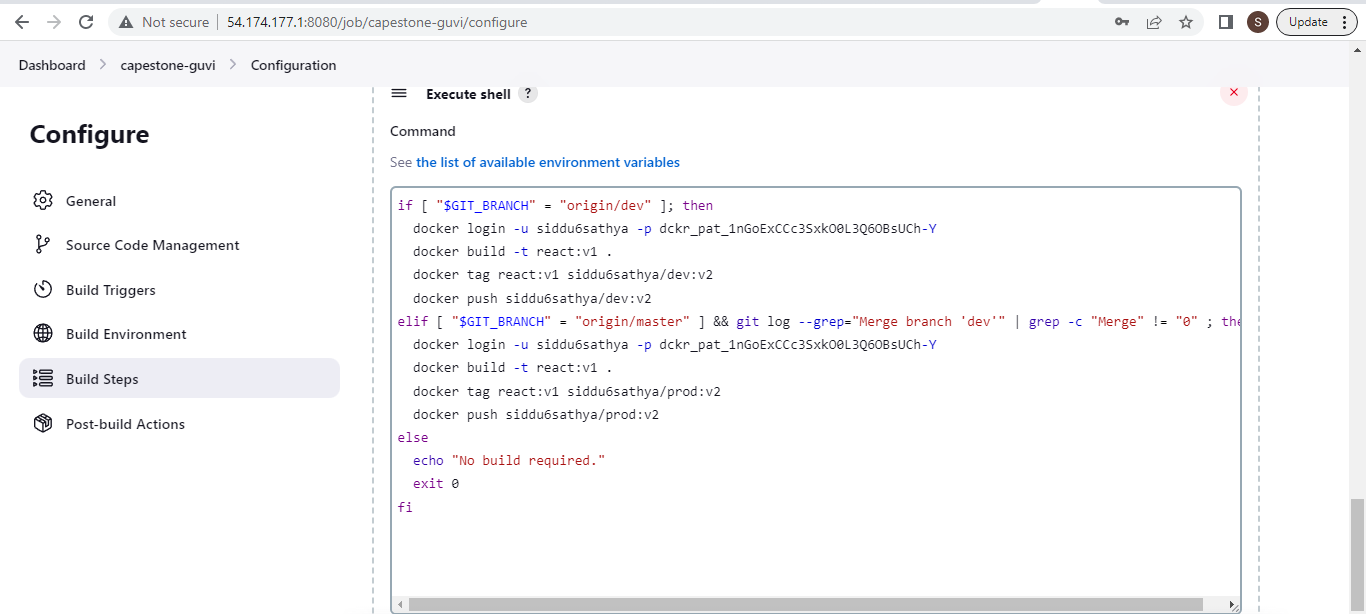 Not secure
54.174.177.1:8080/job/capestone-guvi/configure
S
Update
Dashboard
capestone-guvi
Configuration
Configure
General
Source Code Management
Build Triggers
Build Environment
Build Steps
Post-build Actions
Execute shell ?
Command
See the list of available environment variables
if [ "$GIT_BRANCH" = "origin/dev" ]; then
docker login -u siddu6sathya -p dckr_pat_1nGoExCCc3SxkO0L3Q6OBsUCh-Y
docker build -t react:v1 .
docker tag react:v1 siddu6sathya/dev:v2
docker push siddu6sathya/dev:v2
elif [ "$GIT_BRANCH" = "origin/master" ] && git log --grep="Merge branch 'dev'" | grep -c "Merge" != "0" ; the
docker login -u siddu6sathya -p dckr_pat_1nGoExCCc3SxkO0L3Q6OBsUCh-Y
docker build -t react:v1 .
docker tag react:v1 siddu6sathya/prod:v2
docker push siddu6sathya/prod:v2
else
echo "No build required."
exit 0
fi